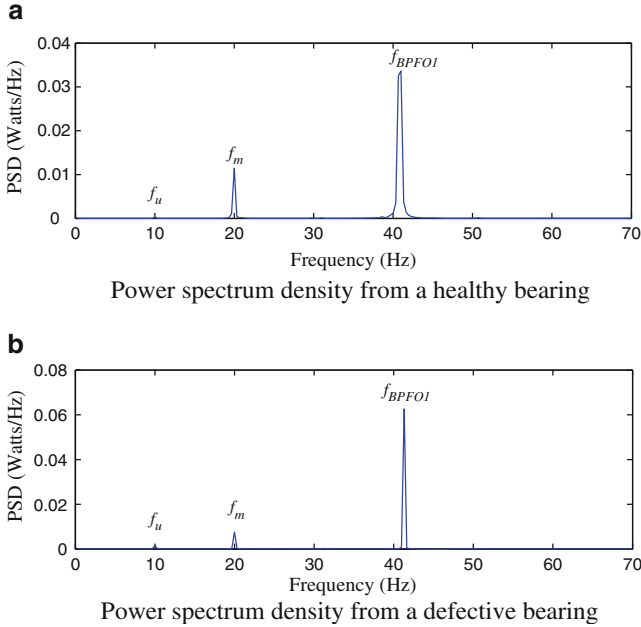 a
0.04
0.03
0.02
0.01
0
PSD (Watts/Hz)
f_u
f_m
f_BPFO1
0 10 20 30 40 50 60 70
Frequency (Hz)
Power spectrum density from a healthy bearing
b
0.08
0.06
0.04
0.02
0
PSD (Watts/Hz)
f_u
f_m
f_BPFO1
0 10 20 30 40 50 60 70
Frequency (Hz)
Power spectrum density from a defective bearing